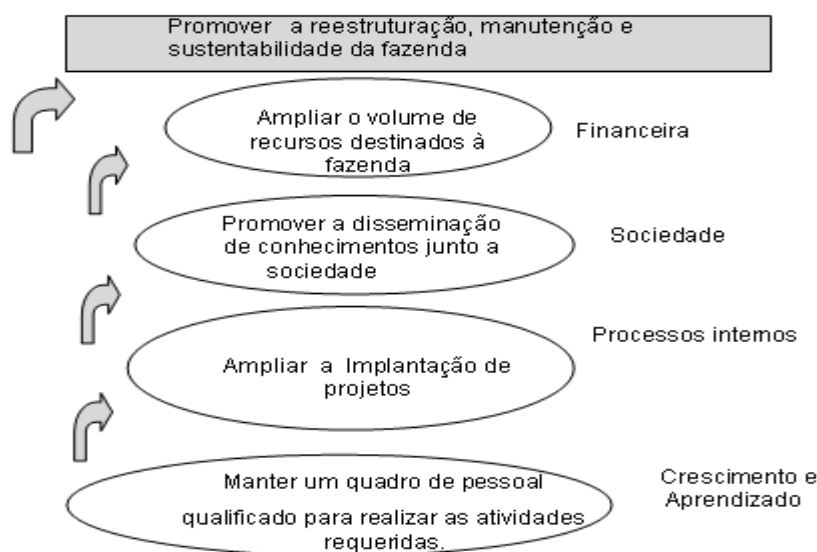 Promover a reestruturação, manutenção e
sustentabilidade da fazenda
Ampliar o volume de
recursos destinados à
fazenda
Financeira
Promover a disseminação
de conhecimentos junto a
sociedade
Sociedade
Processos internos
Ampliar a Implantação de
projetos
Crescimento e
Aprendizado
Manter um quadro de pessoal
qualificado para realizar as atividades
requeridas.